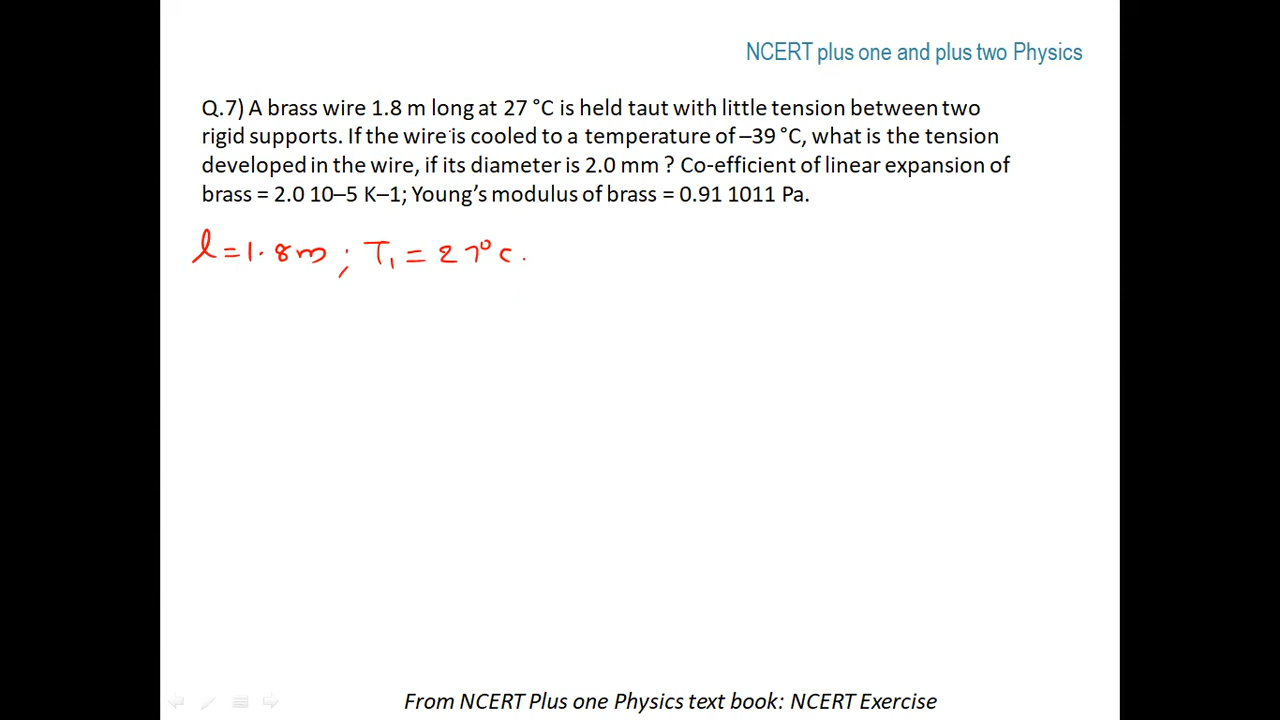 NCERT plus one and plus two Physics
Q.7) A brass wire 1.8 m long at 27 °C is held taut with little tension between two
rigid supports. If the wire is cooled to a temperature of –39 °C, what is the tension
developed in the wire, if its diameter is 2.0 mm ? Co-efficient of linear expansion of
brass = 2.0 10–5 K–1; Young’s modulus of brass = 0.91 1011 Pa.
l = 1.8m ; T₁ = 27°C.
From NCERT Plus one Physics text book: NCERT Exercise